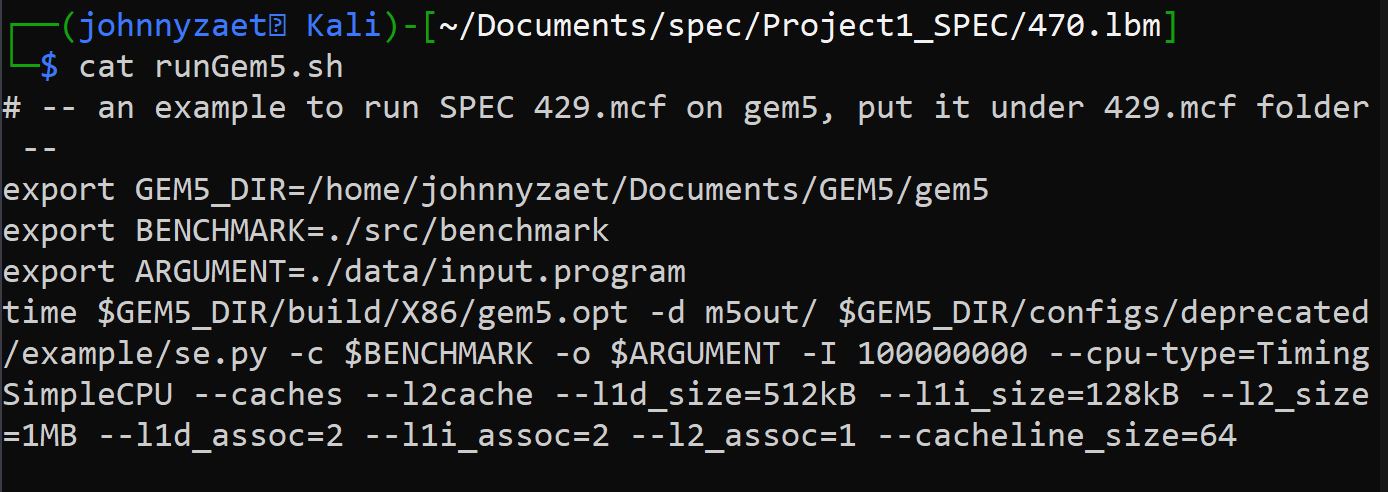 ┌──(johnnyzaet⍰ Kali)-[~/Documents/spec/Project1_SPEC/470.lbm]
└─$ cat runGem5.sh
# -- an example to run SPEC 429.mcf on gem5, put it under 429.mcf folder
 --
export GEM5_DIR=/home/johnnyzaet/Documents/GEM5/gem5
export BENCHMARK=./src/benchmark
export ARGUMENT=./data/input.program
time $GEM5_DIR/build/X86/gem5.opt -d m5out/ $GEM5_DIR/configs/deprecated
/example/se.py -c $BENCHMARK -o $ARGUMENT -I 100000000 --cpu-type=Timing
SimpleCPU --caches --l2cache --l1d_size=512kB --l1i_size=128kB --l2_size
=1MB --l1d_assoc=2 --l1i_assoc=2 --l2_assoc=1 --cacheline_size=64